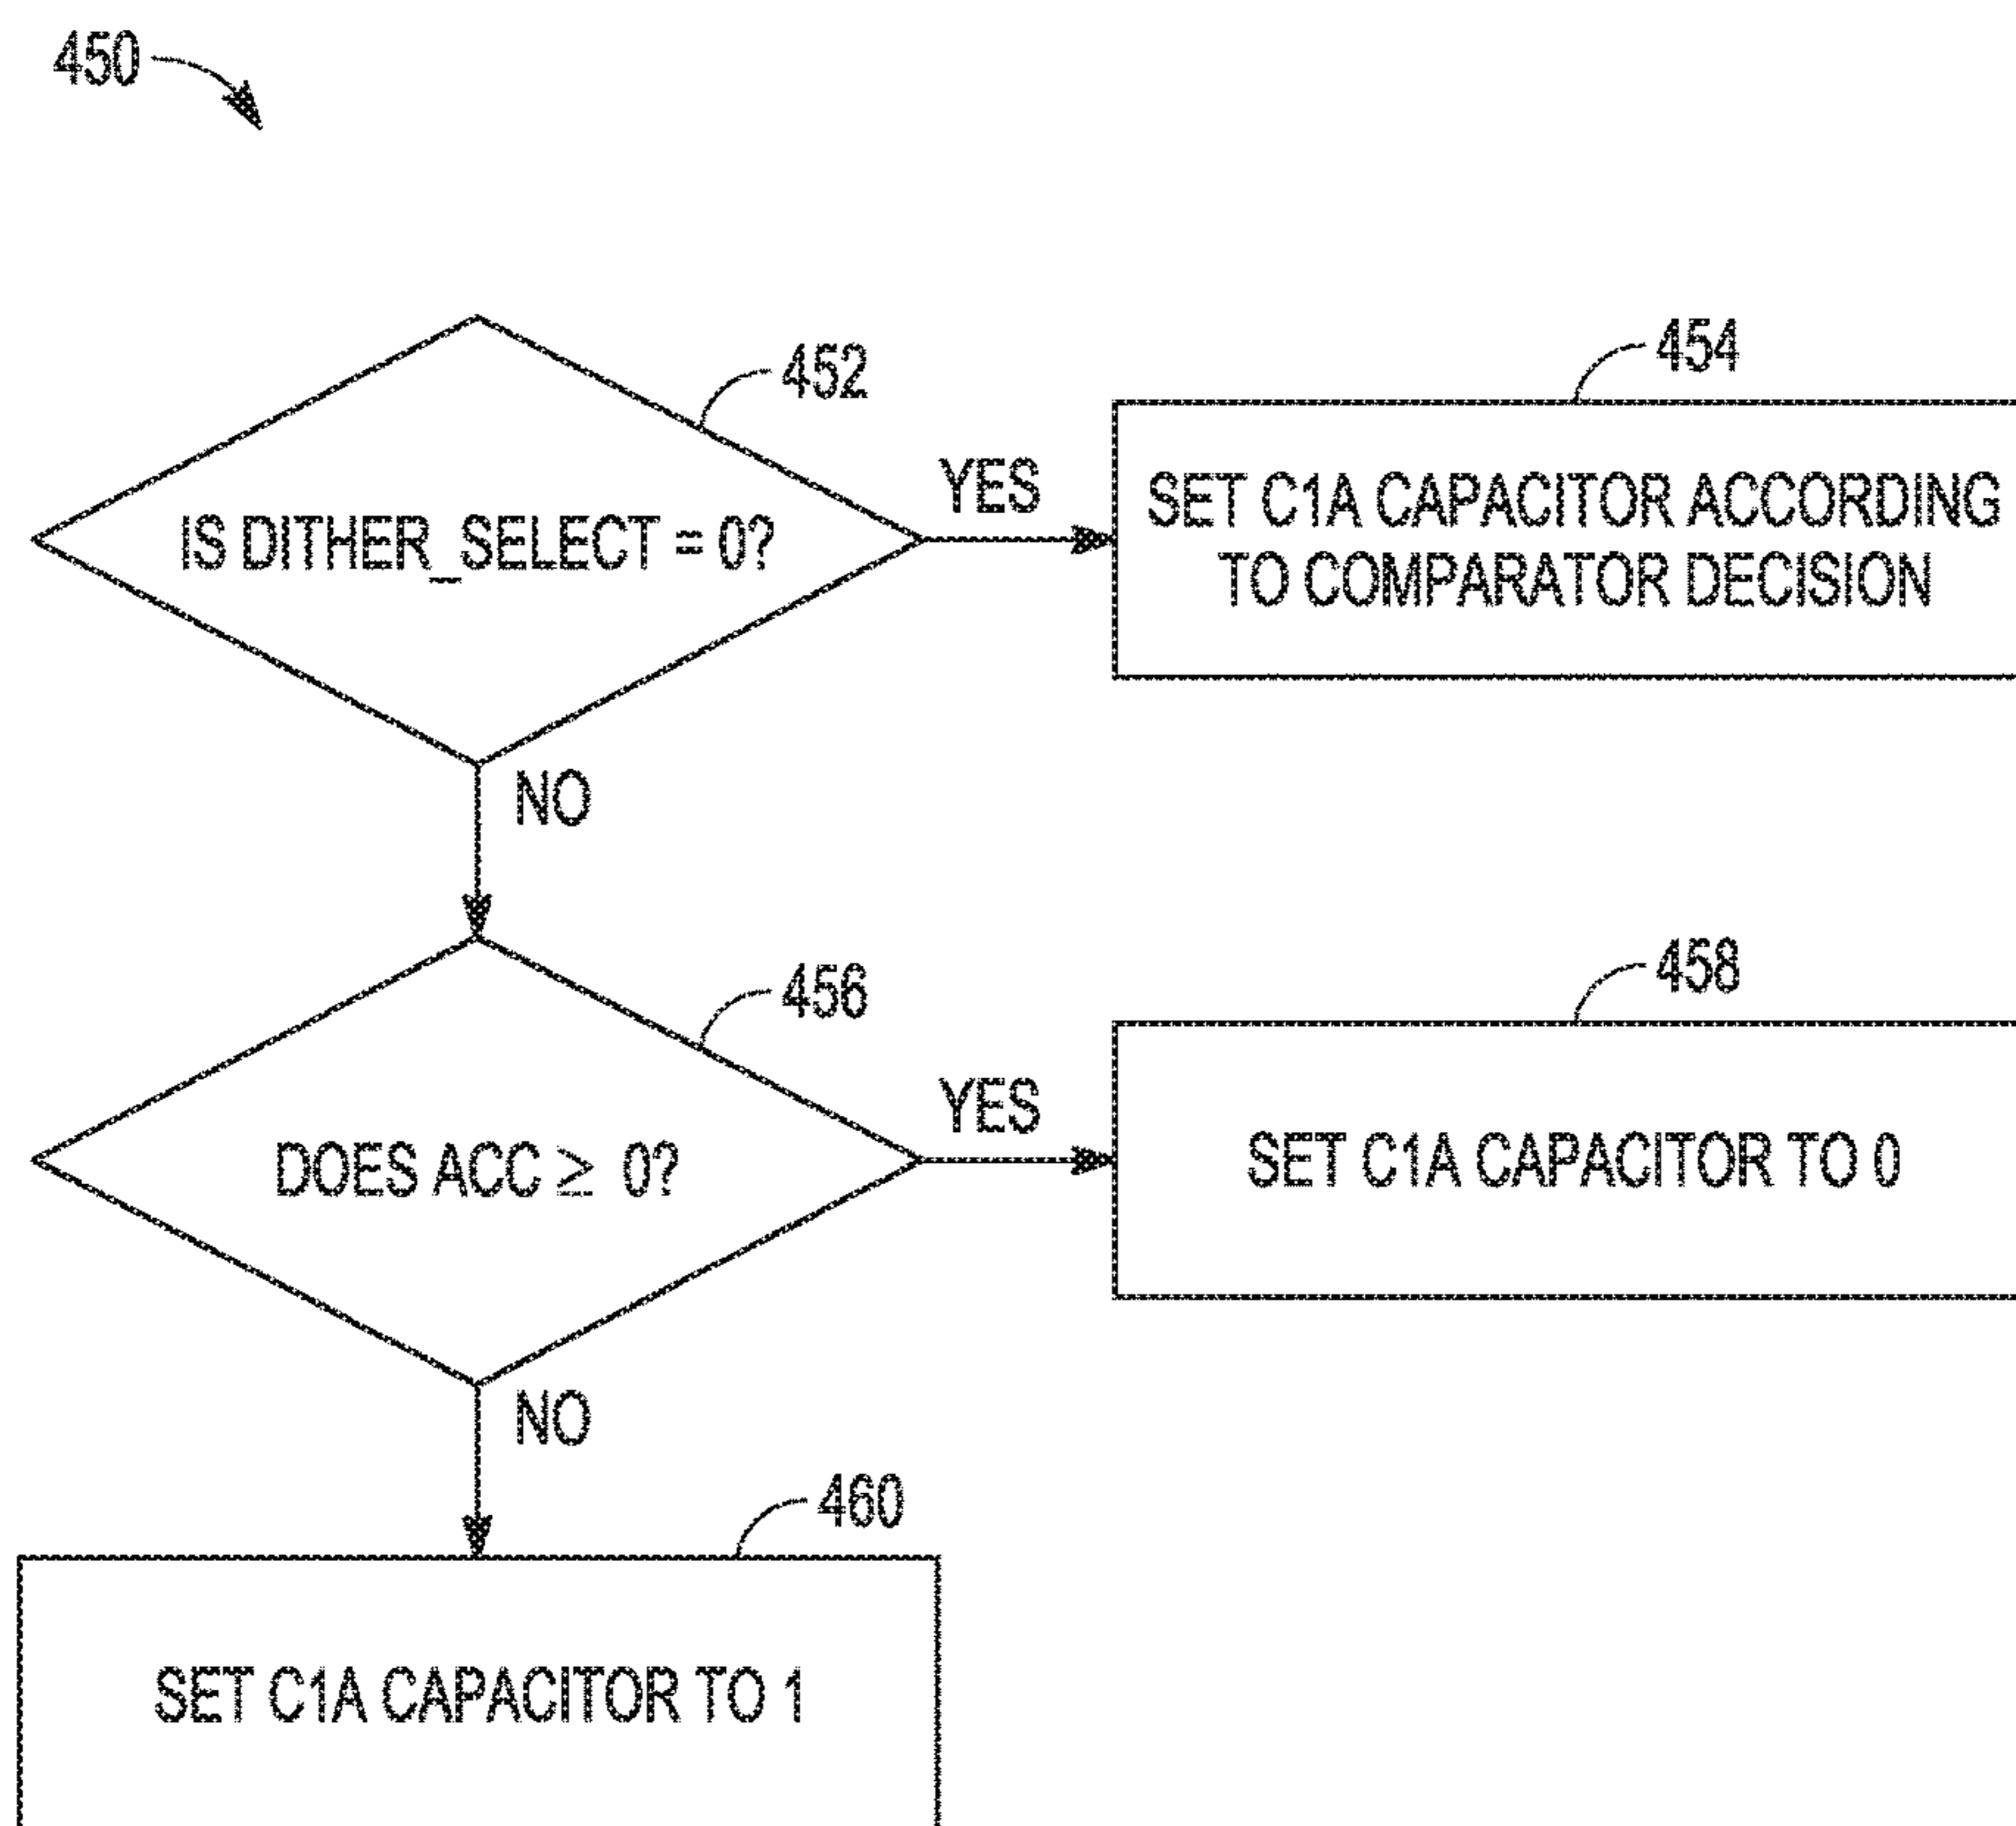 450
452
IS DITHER_SELECT = 0?
YES
454
SET C1A CAPACITOR ACCORDING
TO COMPARATOR DECISION
NO
456
DOES ACC ≥ 0?
YES
458
SET C1A CAPACITOR TO 0
NO
460
SET C1A CAPACITOR TO 1